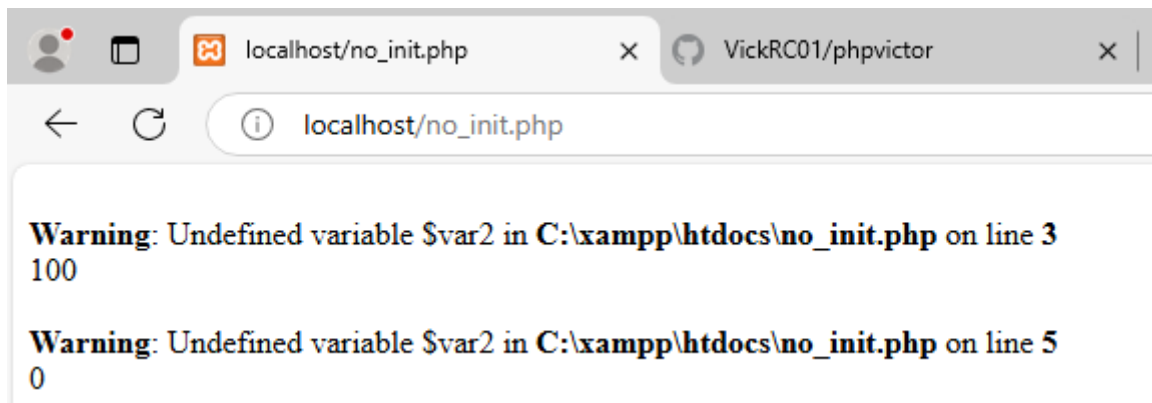 localhost/no_init.php
VickRC01/phpvictor
localhost/no_init.php
Warning: Undefined variable $var2 in C:\xampp\htdocs\no_init.php on line 3
100
Warning: Undefined variable $var2 in C:\xampp\htdocs\no_init.php on line 5
0